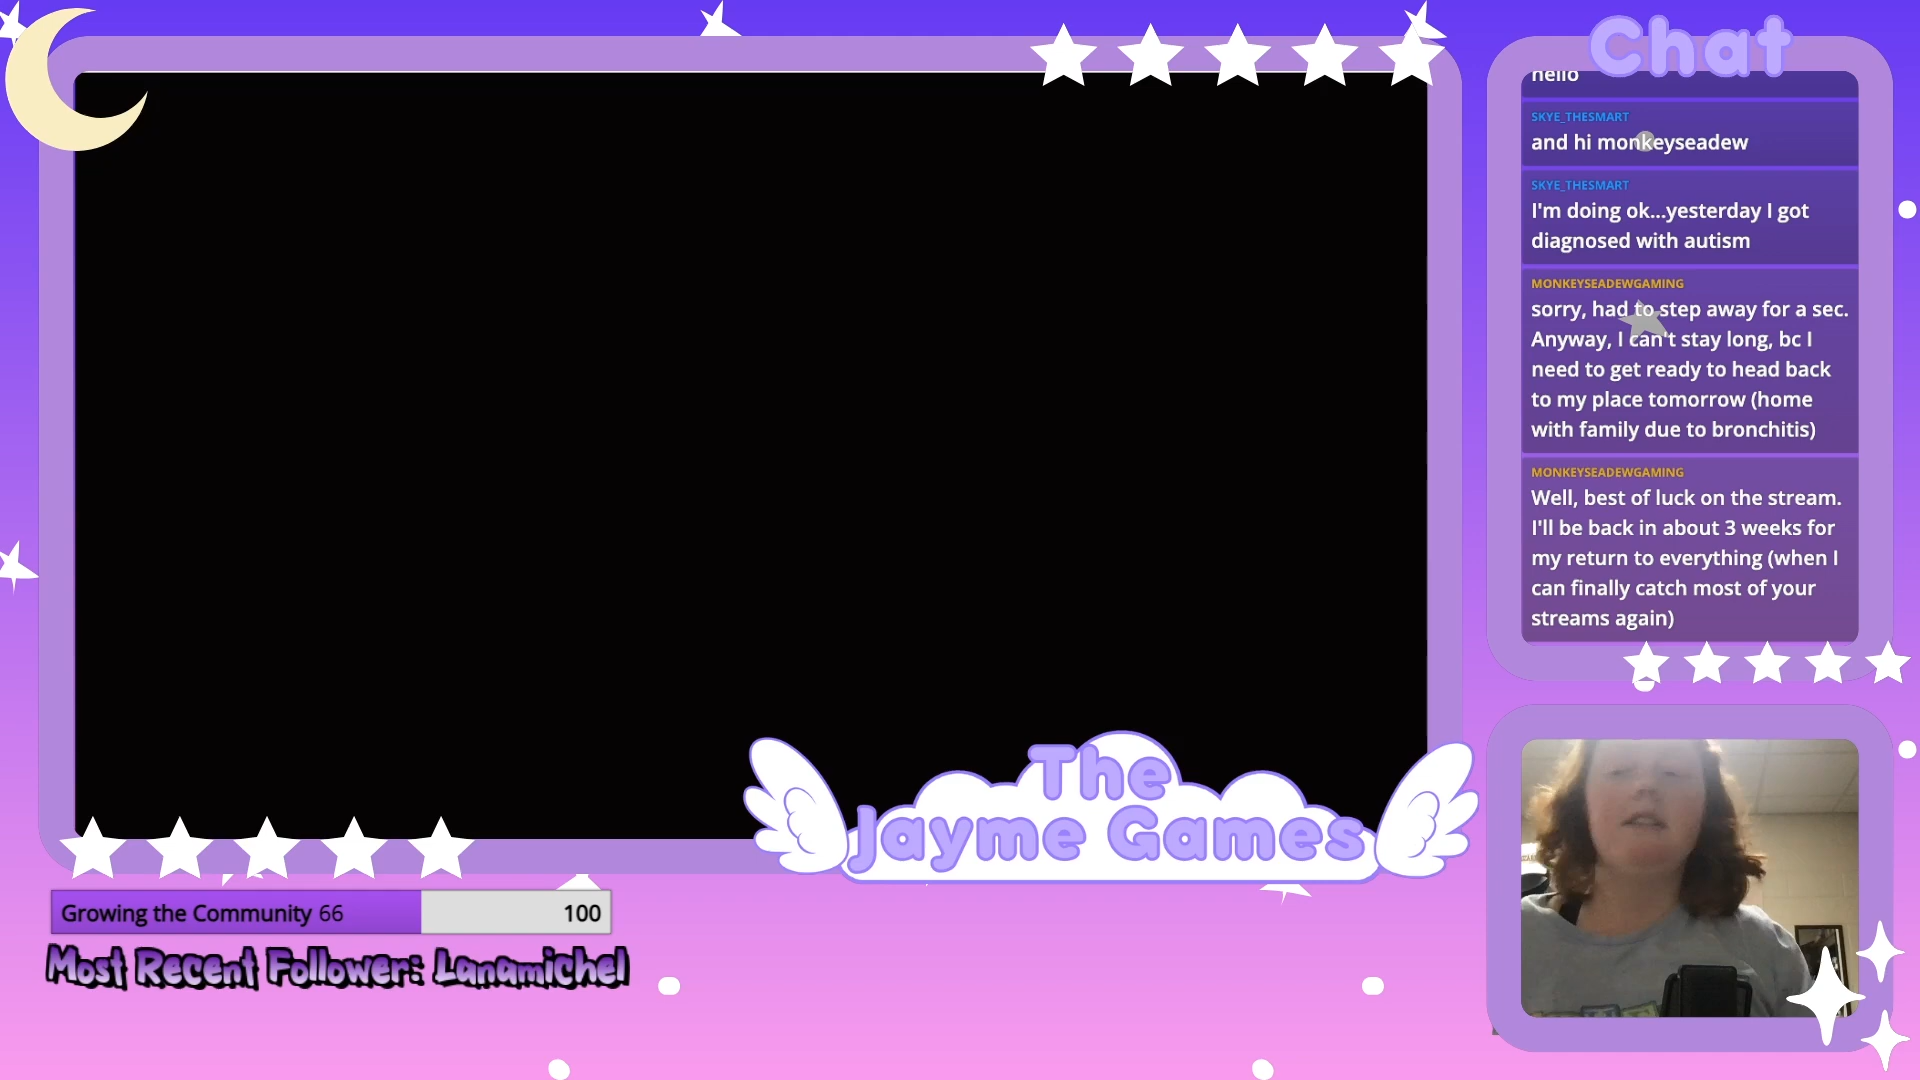 Chat
hello
SKYE_THESMART
and hi monkeyseadew
SKYE_THESMART
I'm doing ok...yesterday I got
diagnosed with autism
MONKEYSEADEWGAMING
sorry, had to step away for a sec.
Anyway, I can't stay long, bc I
need to get ready to head back
to my place tomorrow (home
with family due to bronchitis)
MONKEYSEADEWGAMING
Well, best of luck on the stream.
I'll be back in about 3 weeks for
my return to everything (when I
can finally catch most of your
streams again)
The
Jayme Games
Growing the Community 66 100
Most Recent Follower: Lanamichel